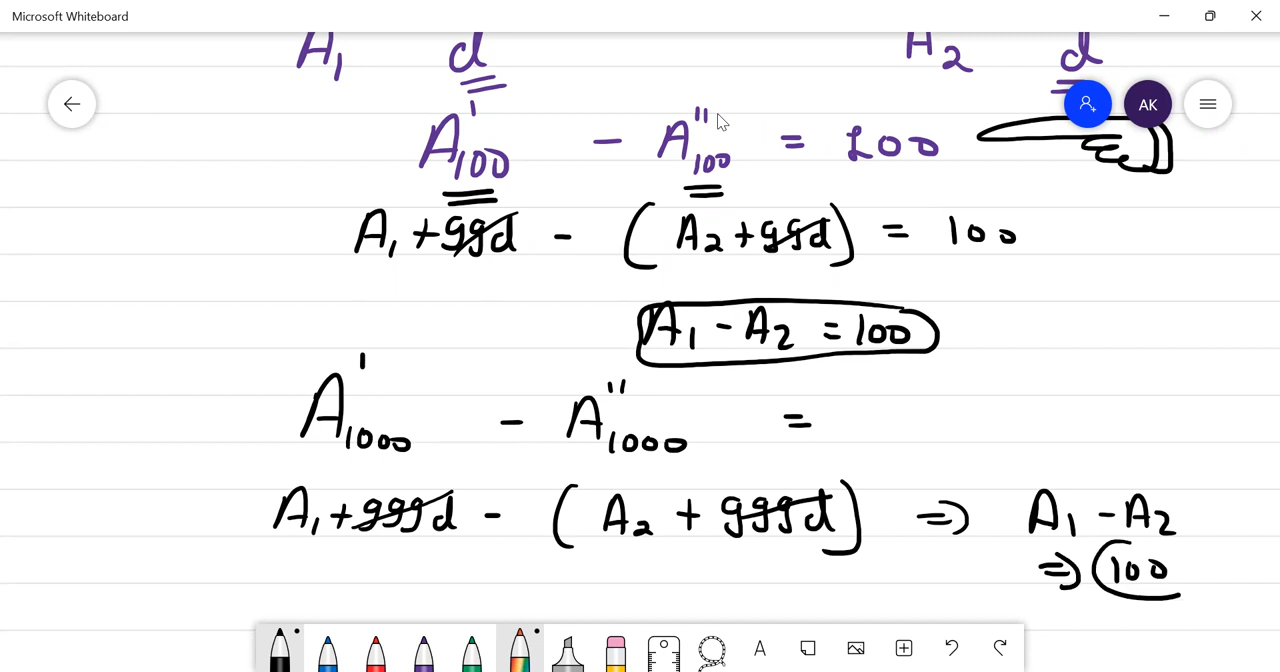 Microsoft Whiteboard
A₁ d A₂ d
AK
A'₁₀₀ - A''₁₀₀ = 100
A₁ + 99d - (A₂ + 99d) = 100
A₁ - A₂ = 100
A'₁₀₀₀ - A''₁₀₀₀ =
A₁ + 999d - (A₂ + 999d) => A₁ - A₂
=> 100
A